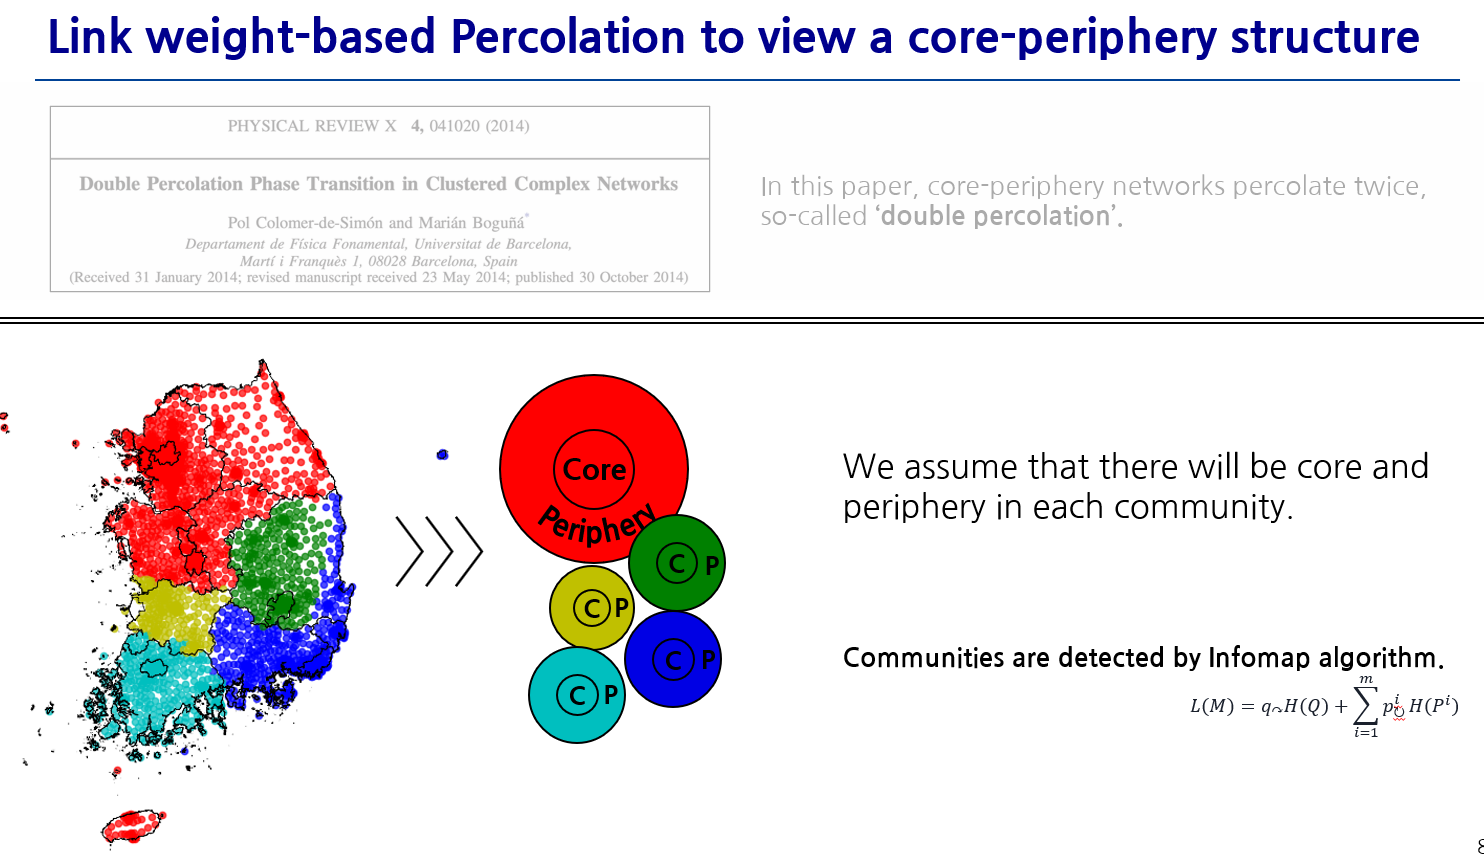 Link weight-based Percolation to view a core-periphery structure
PHYSICAL REVIEW X 4, 041020 (2014)
Double Percolation Phase Transition in Clustered Complex Networks
Pol Colomer-de-Simón and Marián Boguñá*
Departament de Física Fonamental, Universitat de Barcelona,
Martí i Franquès 1, 08028 Barcelona, Spain
(Received 31 January 2014; revised manuscript received 23 May 2014; published 30 October 2014)
In this paper, core-periphery networks percolate twice,
so-called ‘double percolation’.
Core
Periphery
C P
C P
C P
C P
We assume that there will be core and
periphery in each community.
Communities are detected by Infomap algorithm.
L(M) = q↷H(Q) + ∑_{i=1}^{m} p^i_↻ H(P^i)